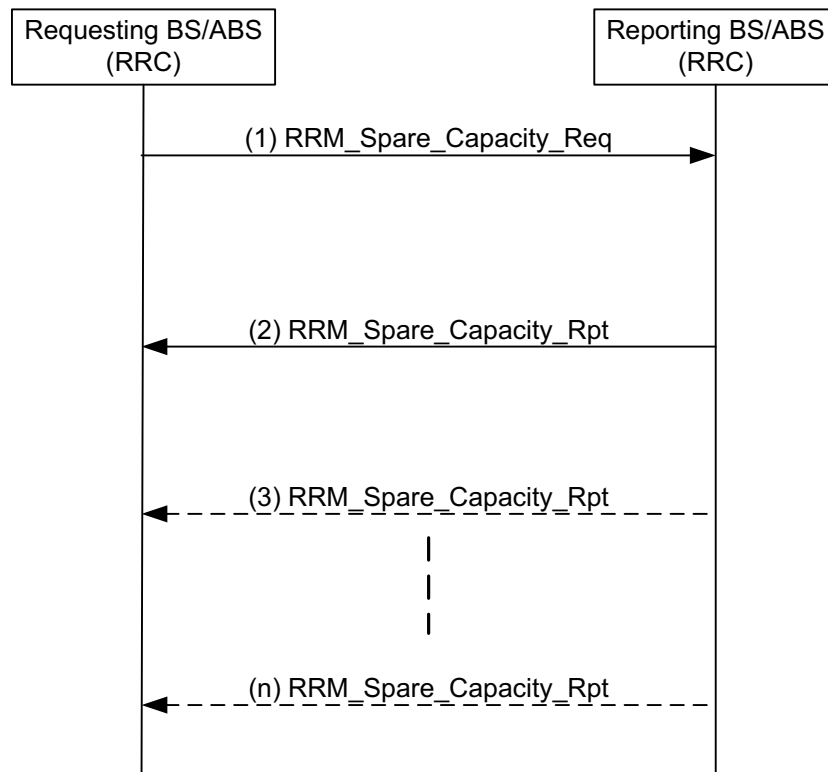 Requesting BS/ABS
(RRC)
Reporting BS/ABS
(RRC)
(1) RRM_Spare_Capacity_Req
(2) RRM_Spare_Capacity_Rpt
(3) RRM_Spare_Capacity_Rpt
(n) RRM_Spare_Capacity_Rpt